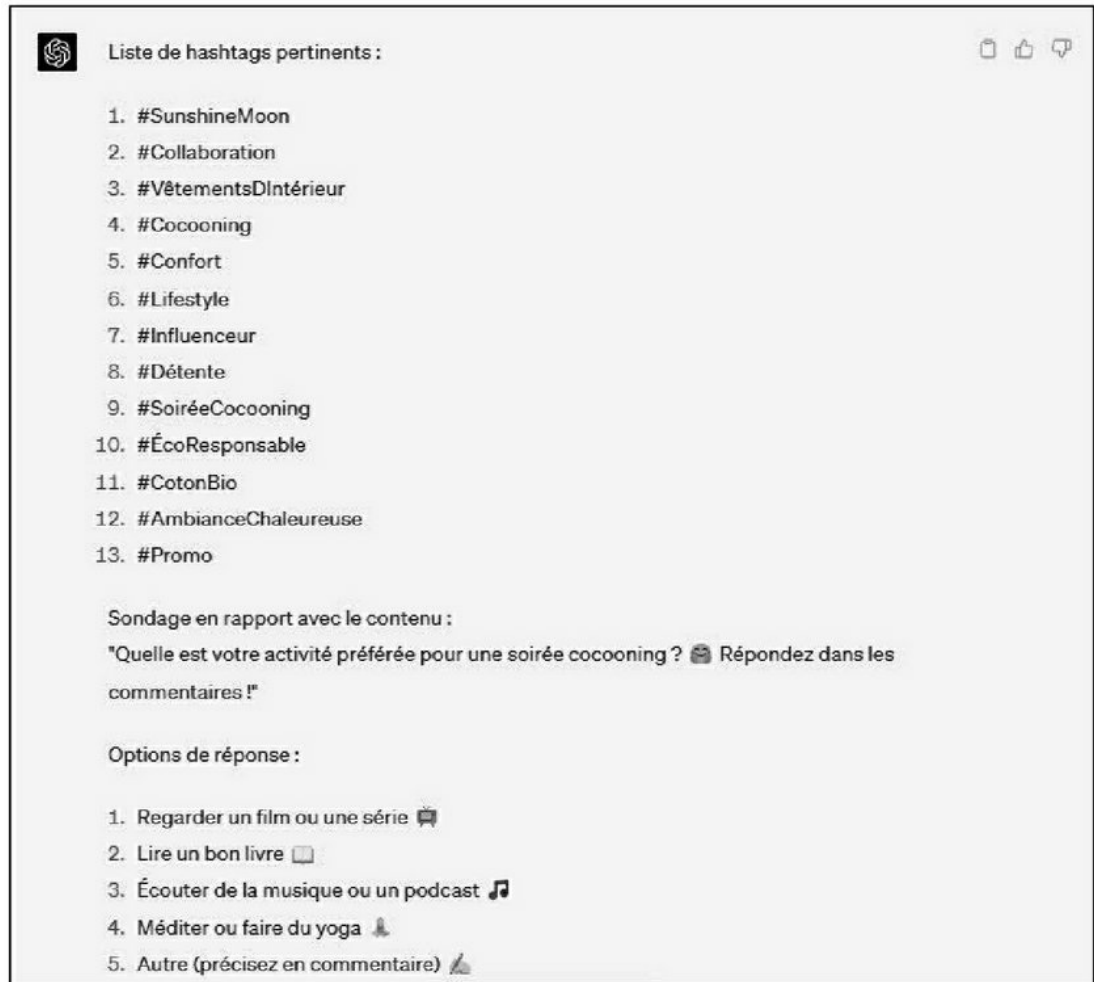 Liste de hashtags pertinents :
1. #SunshineMoon
2. #Collaboration
3. #VêtementsDIntérieur
4. #Cocooning
5. #Confort
6. #Lifestyle
7. #Influenceur
8. #Détente
9. #SoiréeCocooning
10. #ÉcoResponsable
11. #CotonBio
12. #AmbianceChaleureuse
13. #Promo
Sondage en rapport avec le contenu :
"Quelle est votre activité préférée pour une soirée cocooning ? 🤗 Répondez dans les
commentaires !"
Options de réponse :
1. Regarder un film ou une série 📺
2. Lire un bon livre 📖
3. Écouter de la musique ou un podcast 🎵
4. Méditer ou faire du yoga 🧘
5. Autre (précisez en commentaire) ✍️